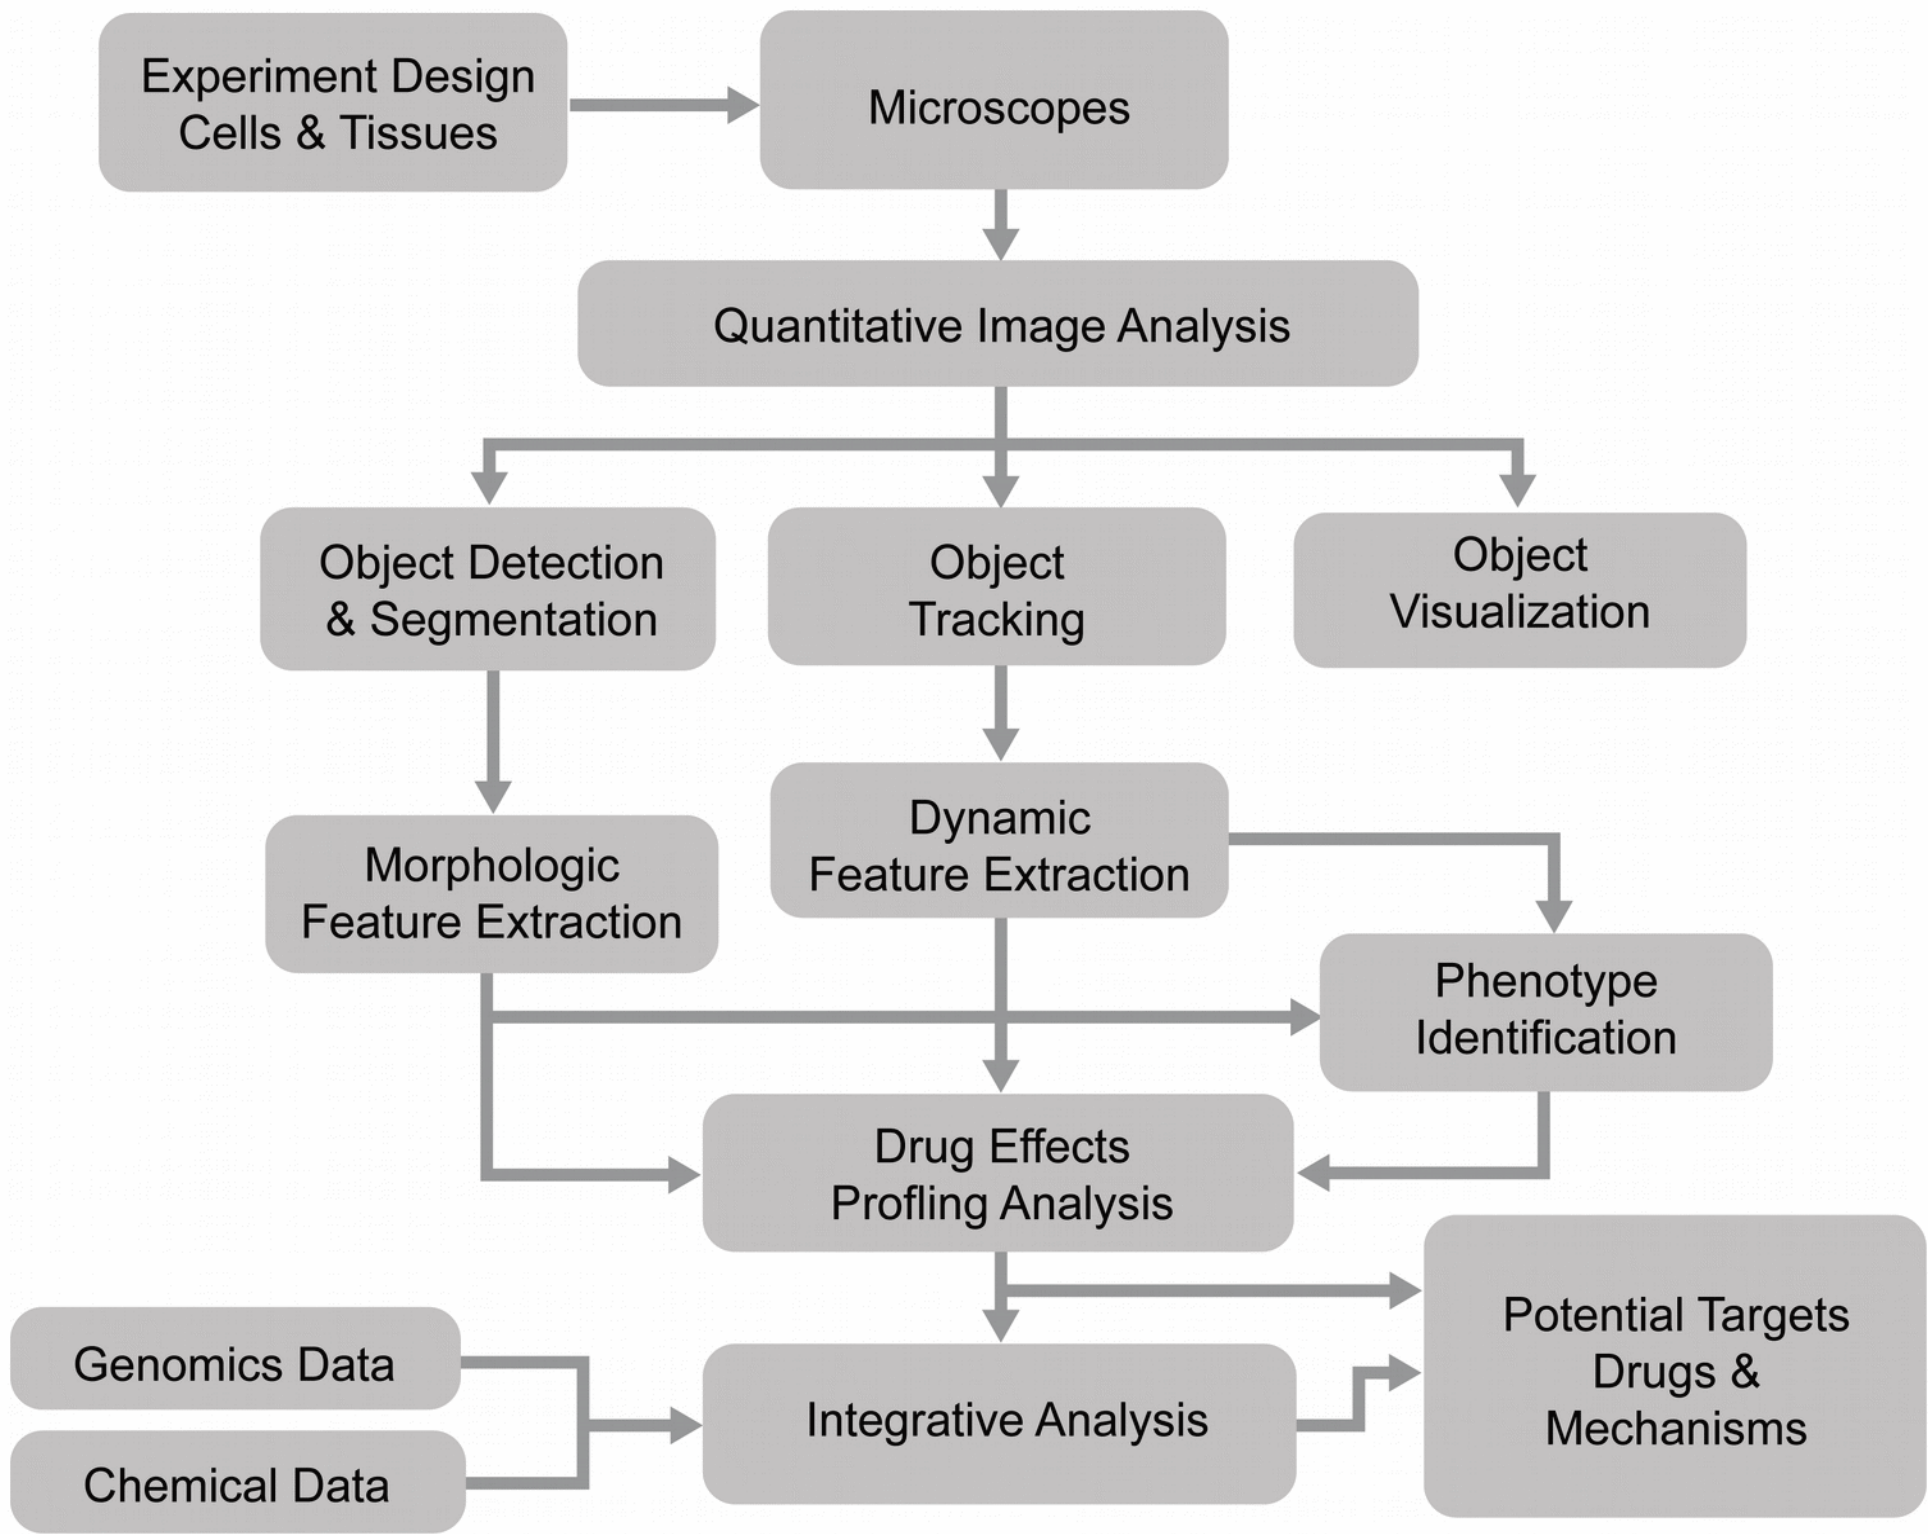 Experiment Design
Cells & Tissues
Microscopes
Quantitative Image Analysis
Object Detection
& Segmentation
Object
Tracking
Object
Visualization
Morphologic
Feature Extraction
Dynamic
Feature Extraction
Phenotype
Identification
Drug Effects
Profling Analysis
Genomics Data
Chemical Data
Integrative Analysis
Potential Targets
Drugs &
Mechanisms